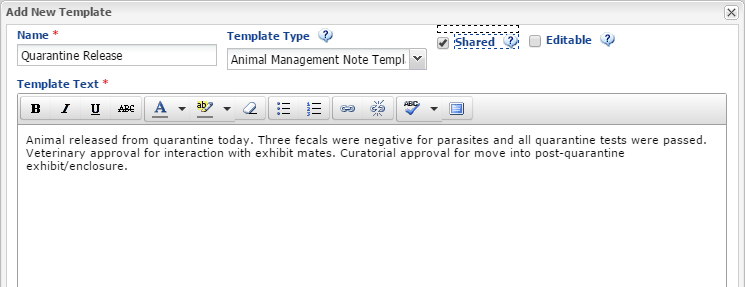 Add New Template
Name * Template Type Shared Editable
Quarantine Release Animal Management Note Templ
Template Text *
B I U ABC A ab ABC
Animal released from quarantine today. Three fecals were negative for parasites and all quarantine tests were passed.
Veterinary approval for interaction with exhibit mates. Curatorial approval for move into post-quarantine
exhibit/enclosure.